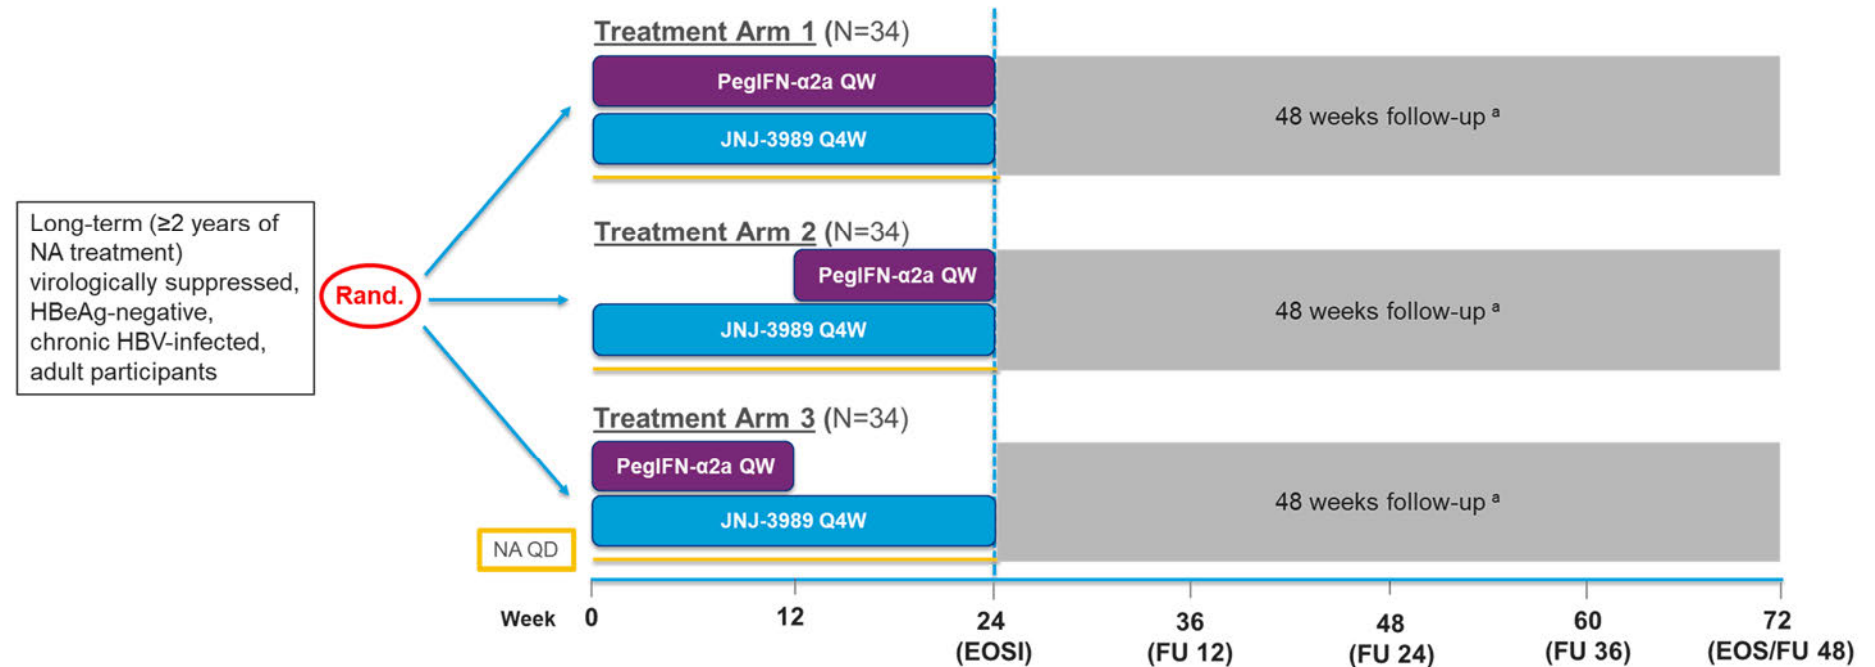 Treatment Arm 1 (N=34)
PegIFN-α2a QW
JNJ-3989 Q4W
48 weeks follow-up ᵃ
Long-term (≥2 years of
NA treatment)
virologically suppressed,
HBeAg-negative,
chronic HBV-infected,
adult participants
Rand.
Treatment Arm 2 (N=34)
PegIFN-α2a QW
JNJ-3989 Q4W
48 weeks follow-up ᵃ
Treatment Arm 3 (N=34)
PegIFN-α2a QW
JNJ-3989 Q4W
48 weeks follow-up ᵃ
NA QD
Week 0 12 24 36 48 60 72
(EOSI) (FU 12) (FU 24) (FU 36) (EOS/FU 48)